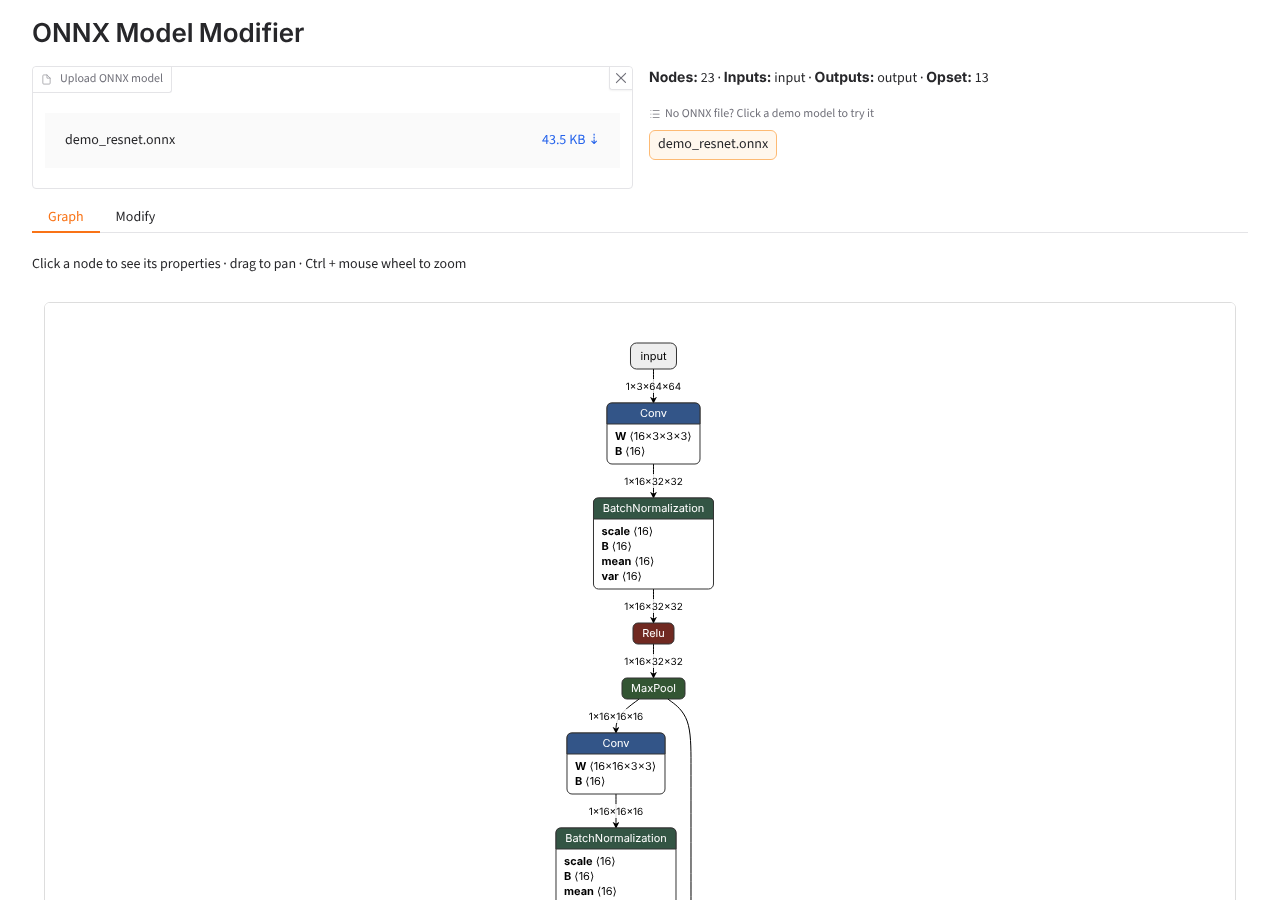 ONNX Model Modifier
Upload ONNX model
demo_resnet.onnx
43.5 KB ↓
Nodes: 23 · Inputs: input · Outputs: output · Opset: 13
No ONNX file? Click a demo model to try it
demo_resnet.onnx
Graph
Modify
Click a node to see its properties · drag to pan · Ctrl + mouse wheel to zoom
input
1×3×64×64
Conv
W ⟨16×3×3×3⟩
B ⟨16⟩
1×16×32×32
BatchNormalization
scale ⟨16⟩
B ⟨16⟩
mean ⟨16⟩
var ⟨16⟩
1×16×32×32
Relu
1×16×32×32
MaxPool
1×16×16×16
Conv
W ⟨16×16×3×3⟩
B ⟨16⟩
1×16×16×16
BatchNormalization
scale ⟨16⟩
B ⟨16⟩
mean ⟨16⟩